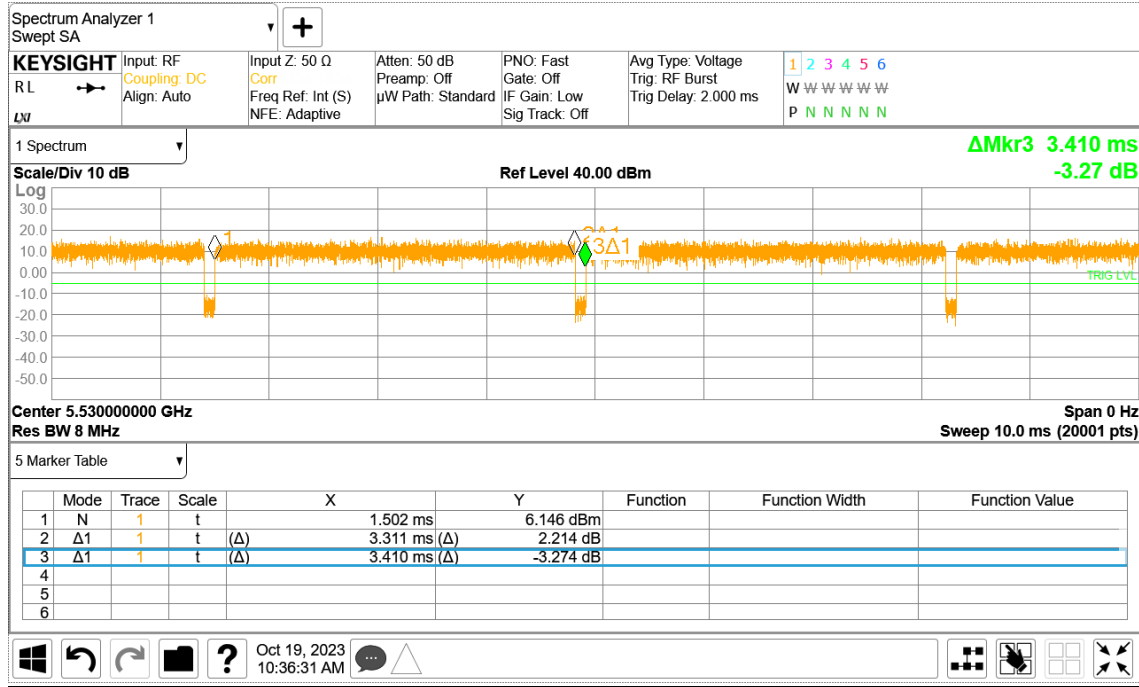 Spectrum Analyzer 1
Swept SA
KEYSIGHT Input: RF Input Z: 50 Ω Atten: 50 dB PNO: Fast Avg Type: Voltage 1 2 3 4 5 6
RL Coupling: DC Corr Preamp: Off Gate: Off Trig: RF Burst W W W W W W
Align: Auto Freq Ref: Int (S) µW Path: Standard IF Gain: Low Trig Delay: 2.000 ms
LXI NFE: Adaptive Sig Track: Off P N N N N N
1 Spectrum ΔMkr3 3.410 ms
Scale/Div 10 dB Ref Level 40.00 dBm -3.27 dB
Log
30.0
20.0
1
3Δ1
10.0
0.00
TRIG LVL
-10.0
-20.0
-30.0
-40.0
-50.0
Center 5.530000000 GHz Span 0 Hz
Res BW 8 MHz Sweep 10.0 ms (20001 pts)
5 Marker Table
Mode Trace Scale X Y Function Function Width Function Value
1 N 1 t 1.502 ms 6.146 dBm
2 Δ1 1 t (Δ) 3.311 ms (Δ) 2.214 dB
3 Δ1 1 t (Δ) 3.410 ms (Δ) -3.274 dB
4
5
6
? Oct 19, 2023
10:36:31 AM